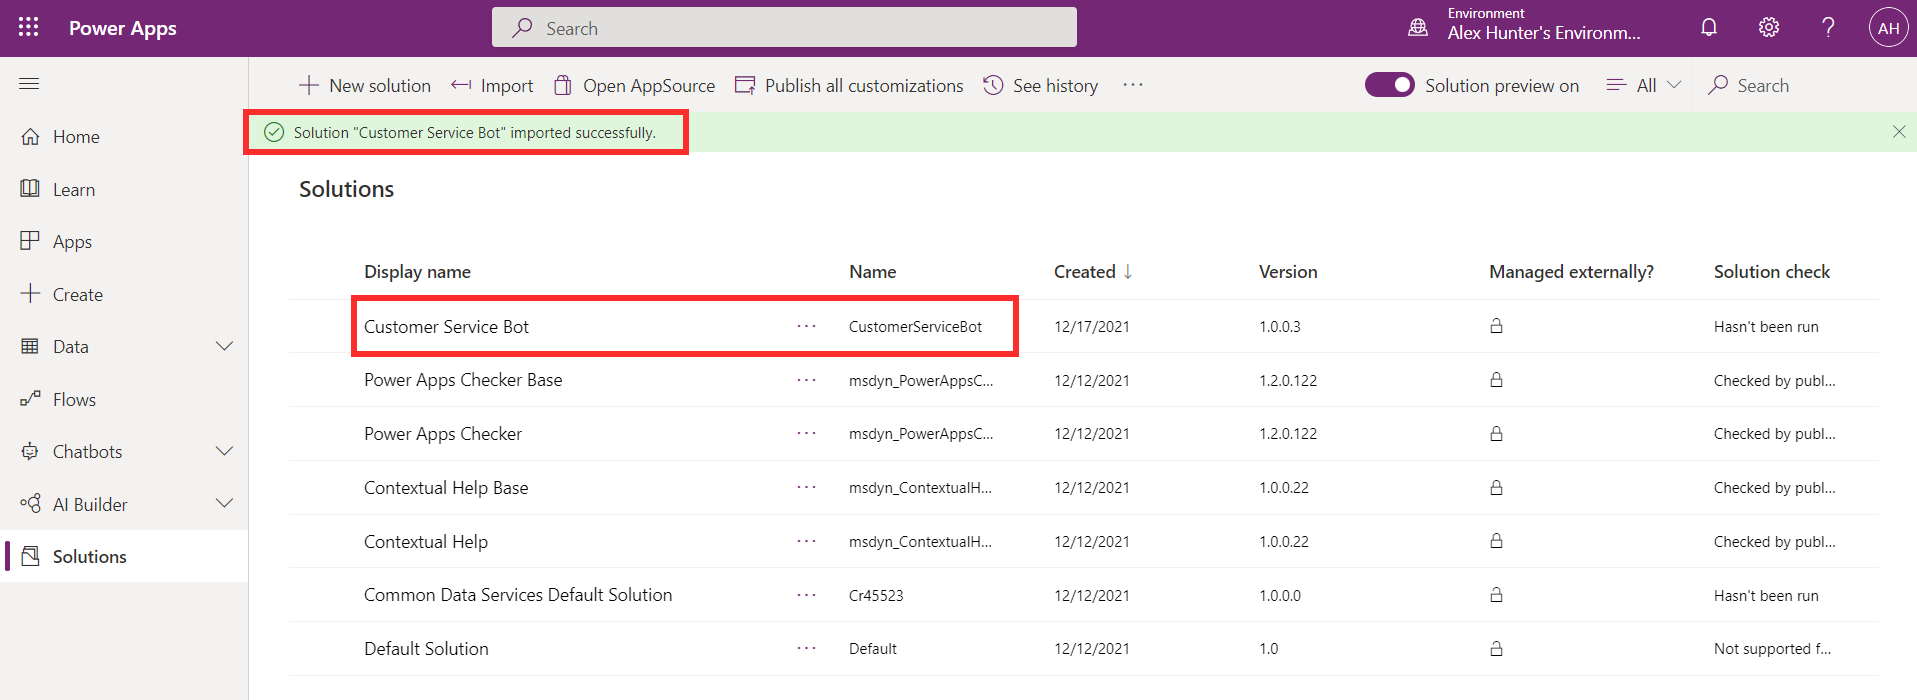 Power Apps
Search
Environment
Alex Hunter's Environm...
?
AH
New solution
Import
Open AppSource
Publish all customizations
See history
...
Solution preview on
All
Search
Home
Learn
Apps
Create
Data
Flows
Chatbots
AI Builder
Solutions
Solution "Customer Service Bot" imported successfully.
Solutions
Display name Name Created ↓ Version Managed externally? Solution check
Customer Service Bot ... CustomerServiceBot 12/17/2021 1.0.0.3 Hasn't been run
Power Apps Checker Base ... msdyn_PowerAppsC... 12/12/2021 1.2.0.122 Checked by publ...
Power Apps Checker ... msdyn_PowerAppsC... 12/12/2021 1.2.0.122 Checked by publ...
Contextual Help Base ... msdyn_ContextualH... 12/12/2021 1.0.0.22 Checked by publ...
Contextual Help ... msdyn_ContextualH... 12/12/2021 1.0.0.22 Checked by publ...
Common Data Services Default Solution ... Cr45523 12/12/2021 1.0.0.0 Hasn't been run
Default Solution ... Default 12/12/2021 1.0 Not supported f...